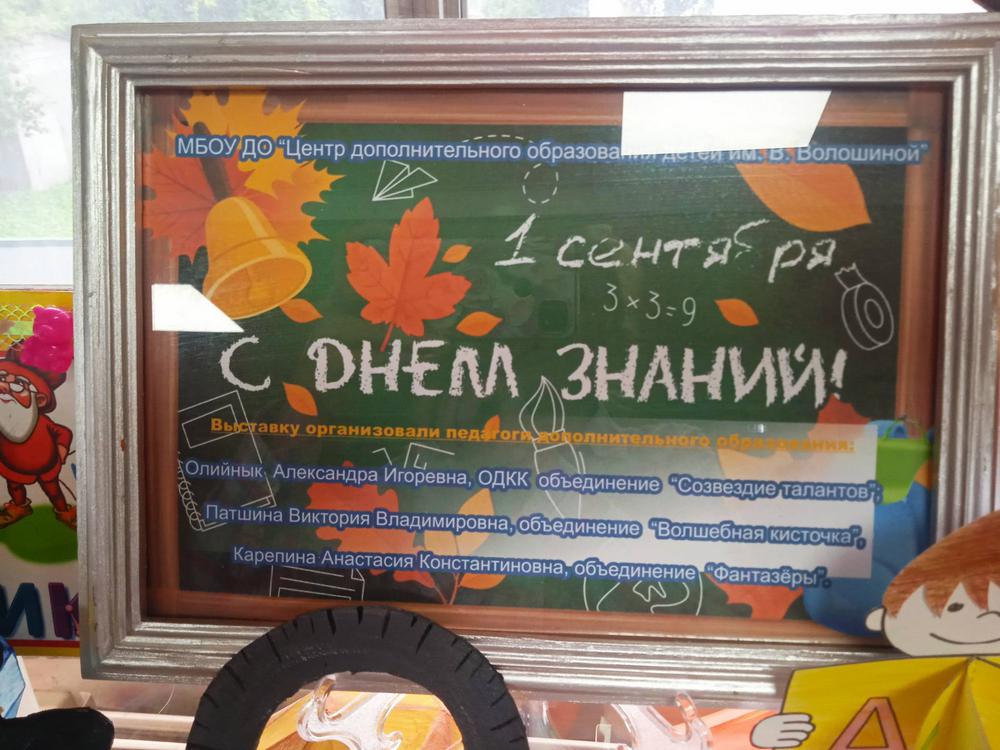 МБОУ ДО "Центр дополнительного образования детей им. В. Волошиной"
1 сентября
3×3=9
С ДНЕМ ЗНАНИЙ!
Выставку организовали педагоги дополнительного образования:
Олийнык Александра Игоревна, ОДКК объединение "Созвездие талантов",
Патшина Виктория Владимировна, объединение "Волшебная кисточка",
Карепина Анастасия Константиновна, объединение "Фантазёры".
ИК
А